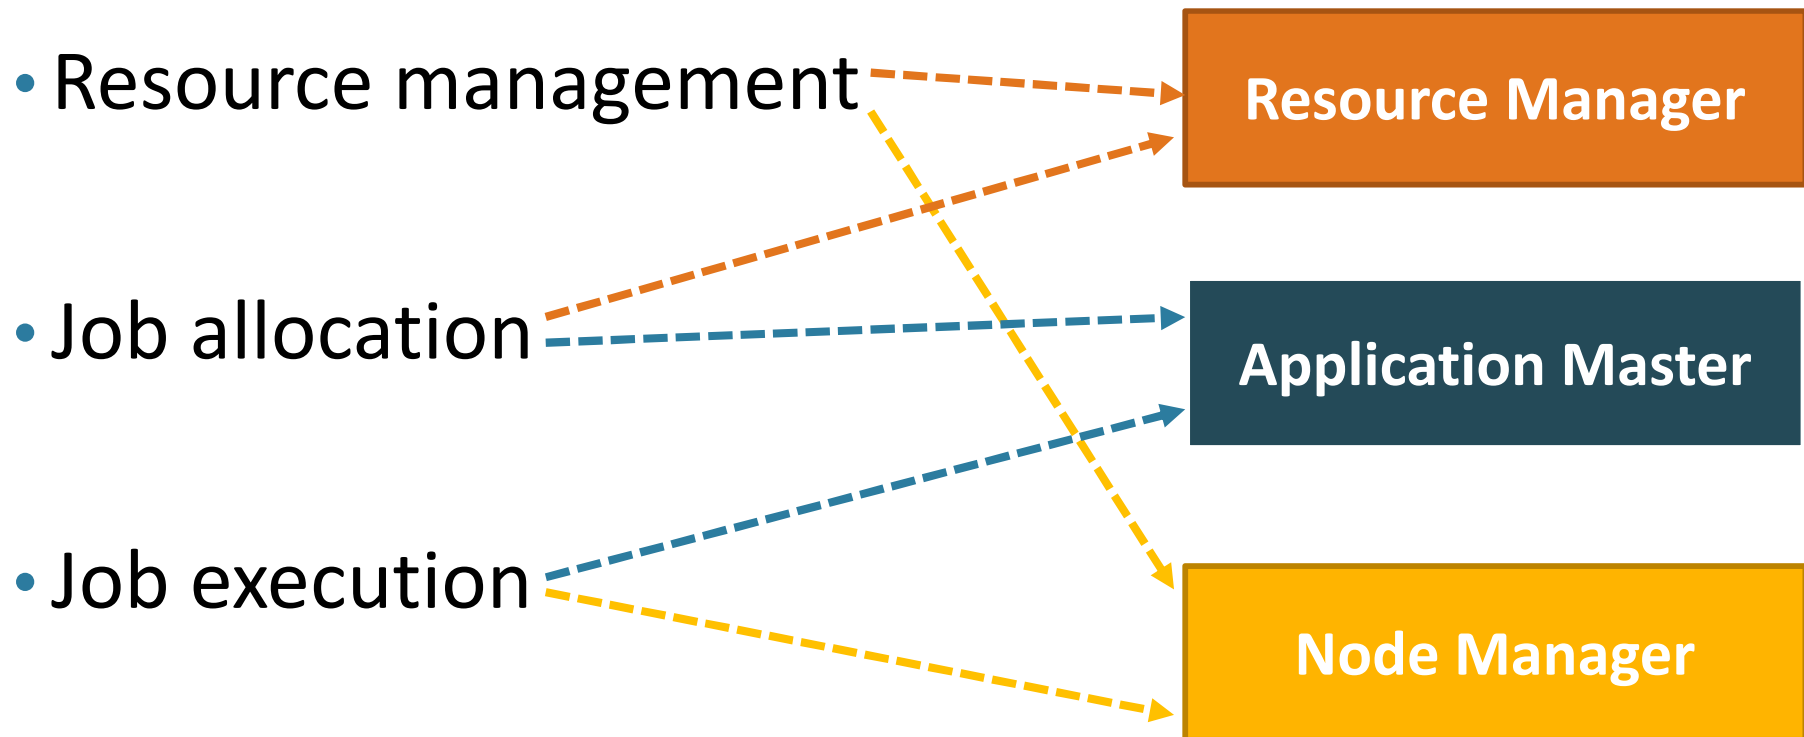 • Resource management
Resource Manager
• Job allocation
Application Master
• Job execution
Node Manager